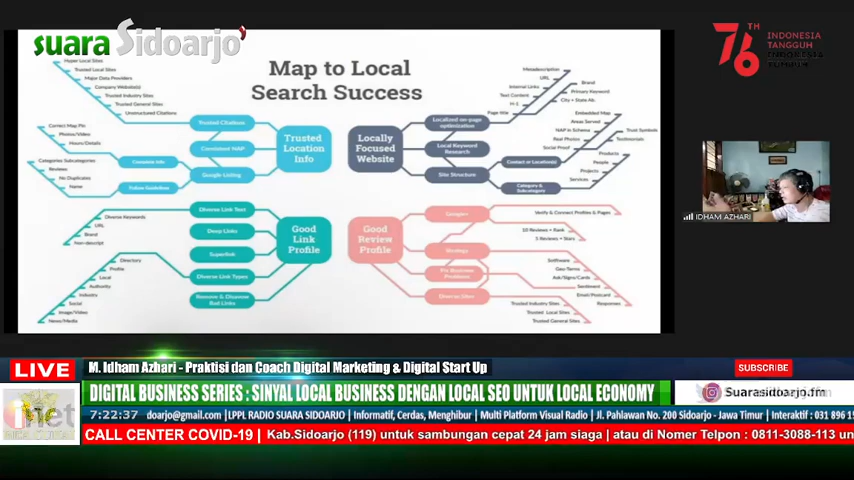 suara Sidoarjo
76TH
INDONESIA
TANGGUH
INDONESIA
TUMBUH
Map to Local
Search Success
Hyper Local Sites
Trusted Local Sites
Major Data Providers
Company Website(s)
Trusted Industry Sites
Trusted General Sites
Unstructured Citations
Correct Map Pin
Photos/Video
Hours/Details
Categories Subcategories
Reviews
No Duplicates
Name
Trusted Citations
Consistent NAP
Google Listing
Complete Info
Follow Guidelines
Trusted
Location
Info
Locally
Focused
Website
Localized on-page
optimization
Local Keyword
Research
Site Structure
Contact or Location(s)
Category &
Subcategory
Metadescription
URL
Internal Links
Text Content
H-1
Page Title
Brand
Primary Keyword
City + State Ab.
Embedded Map
Areas Served
NAP in Schema
Real Photos
Social Proof
Trust Symbols
Testimonials
Products
People
Projects
Services
Diverse Link Text
Deep Links
Superfish
Diverse Link Types
Remove & Disavow
Bad Links
Good
Link
Profile
Diverse Keywords
URL
Brand
Non-descript
Directory
Profile
Local
Authority
Industry
Social
Image/Video
News/Media
Good
Review
Profile
Google+
Strategy
Fix Business
Problems
Diverse Sites
Verify & Connect Profiles & Pages
10 Reviews + Rank
5 Reviews + Stars
Software
Geo-Terms
Ask/Signs/Cards
Sentiment
Email/Postcard
Responses
Trusted Industry Sites
Trusted Local Sites
Trusted General Sites
IDHAM AZHARI
LIVE
M. Idham Azhari - Praktisi dan Coach Digital Marketing & Digital Start Up
SUBSCRIBE
DIGITAL BUSINESS SERIES : SINYAL LOCAL BUSINESS DENGAN LOCAL SEO UNTUK LOCAL ECONOMY
Suarasidoarjo.fm
7:22:37
doarjo@gmail.com | LPPL RADIO SUARA SIDOARJO | Informatif, Cerdas, Menghibur | Multi Platform Visual Radio | Jl. Pahlawan No. 200 Sidoarjo - Jawa Timur | Interaktif : 031 896 15
CALL CENTER COVID-19 | Kab.Sidoarjo (119) untuk sambungan cepat 24 jam siaga | atau di Nomer Telpon : 0811-3088-113 un